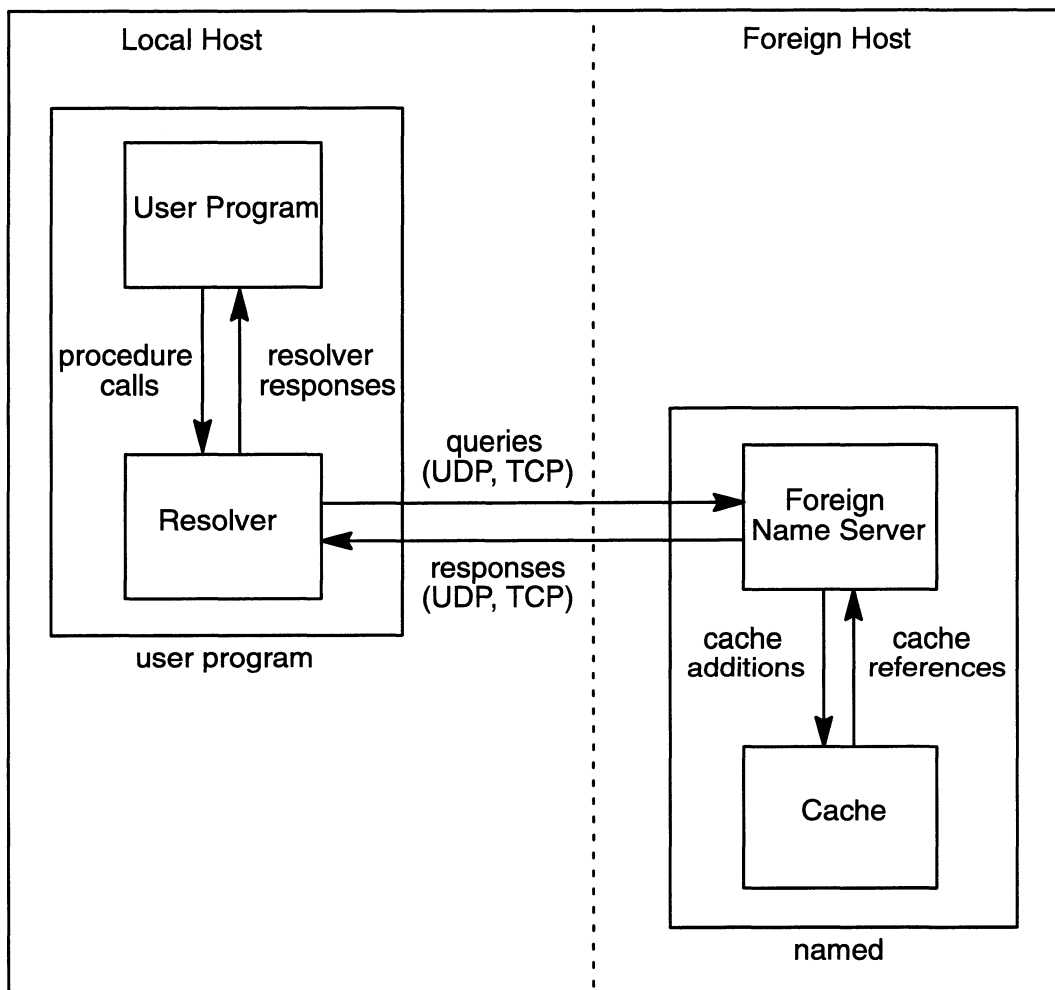 Local Host
Foreign Host
User Program
procedure
calls
resolver
responses
queries
(UDP, TCP)
Resolver
Foreign
Name Server
responses
(UDP, TCP)
user program
cache
additions
cache
references
Cache
named